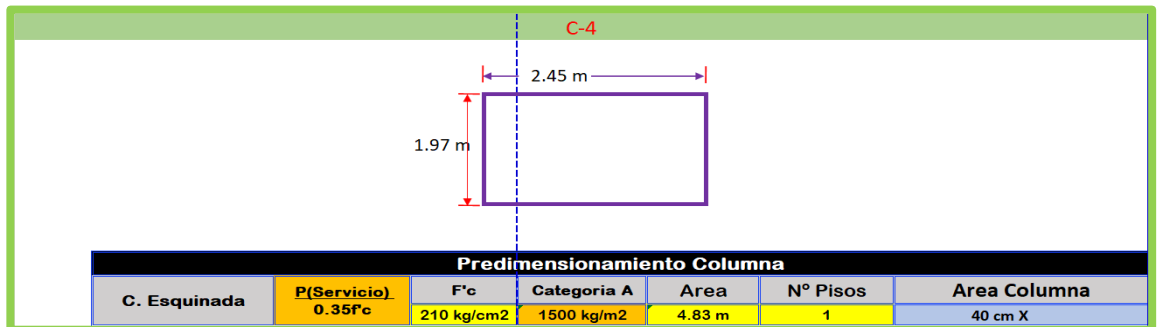 C-4
2.45 m
1.97 m
Predimensionamiento Columna
C. Esquinada P(Servicio) 0.35f'c F'c Categoria A Area Nº Pisos Area Columna
210 kg/cm2 1500 kg/m2 4.83 m 1 40 cm X